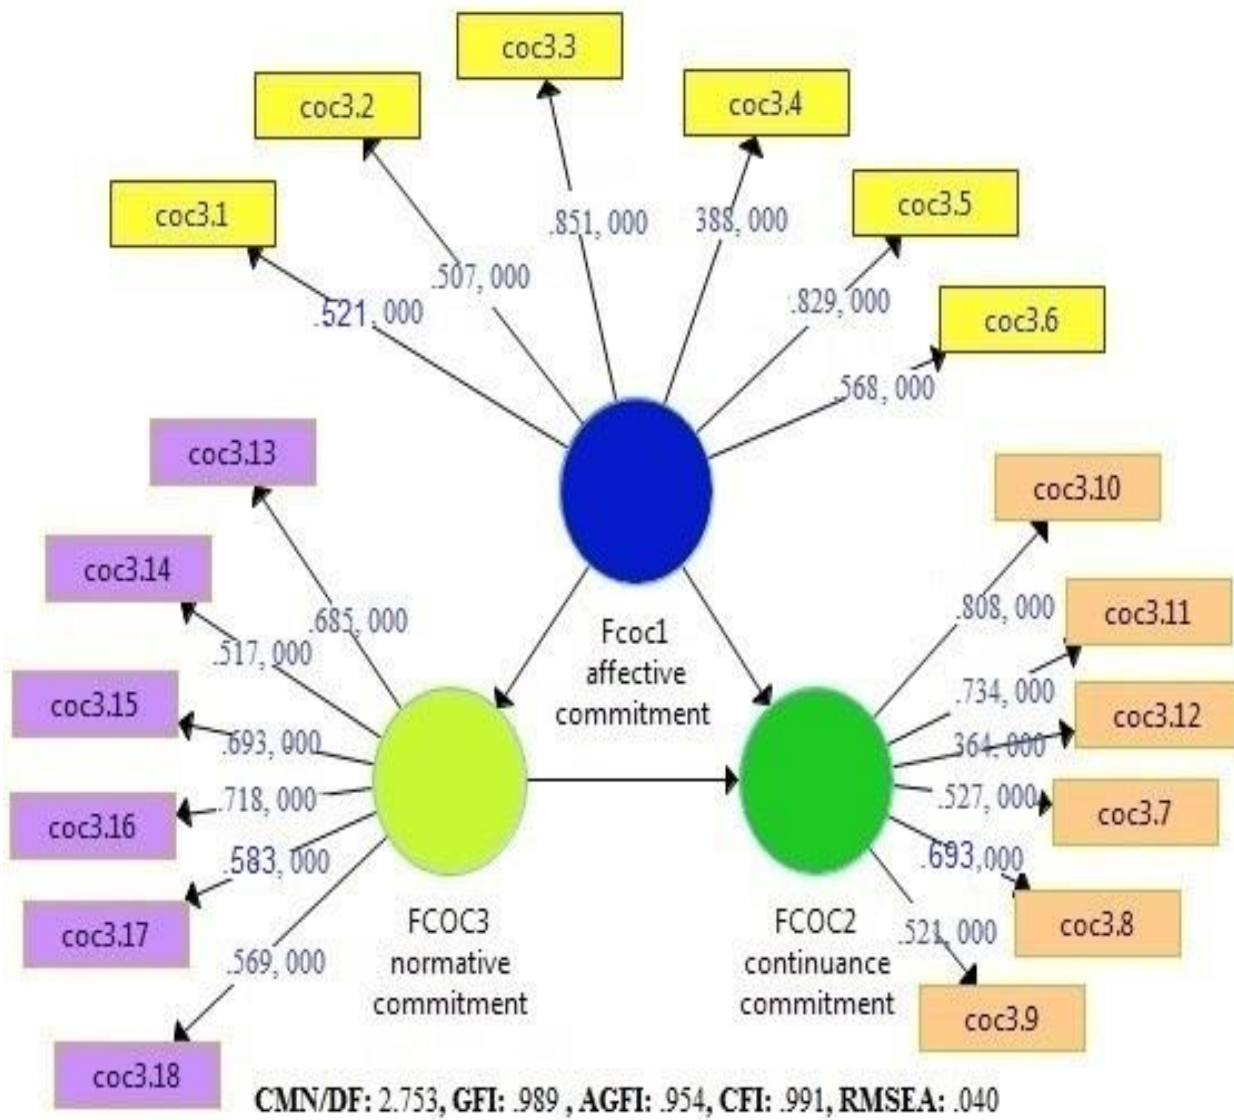 coc3.3
coc3.4
coc3.2
coc3.5
coc3.1
.851, 000
388, 000
.507, 000
.829, 000
.521, 000
coc3.6
.568, 000
coc3.13
coc3.10
coc3.14
.808, 000
coc3.11
.685, 000
.517, 000
Fcoc1
affective
commitment
.734, 000
coc3.15
coc3.12
.693, 000
364, 000
.718, 000
.527, 000
coc3.7
coc3.16
.583, 000
.693,000
coc3.17
FCOC3
normative
commitment
FCOC2
continuance
commitment
coc3.8
.569, 000
.521, 000
coc3.9
coc3.18
CMN/DF: 2.753, GFI: .989 , AGFI: .954, CFI: .991, RMSEA: .040